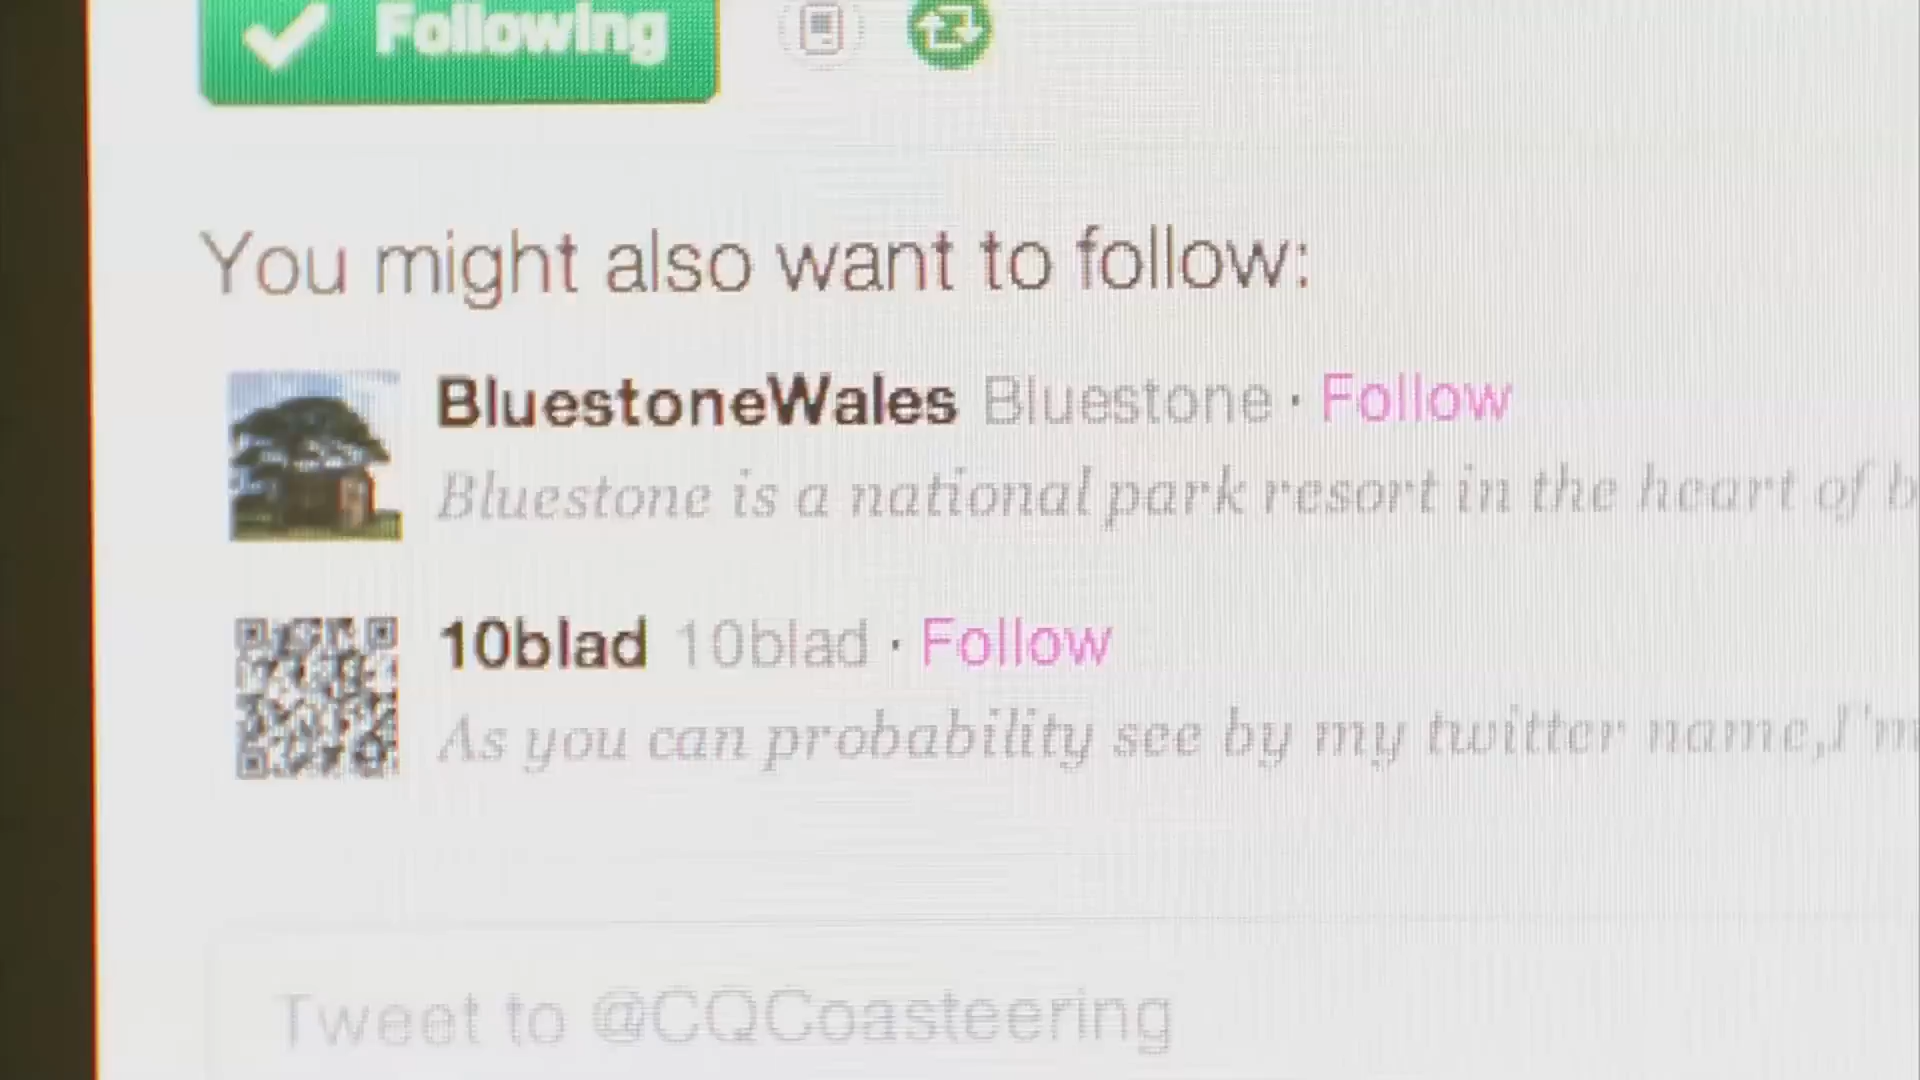 Following
You might also want to follow:
BluestoneWales Bluestone · Follow
Bluestone is a national park resort in the heart of b
10blad 10blad · Follow
As you can probability see by my twitter name,I'm
Tweet to @CQCoasteering